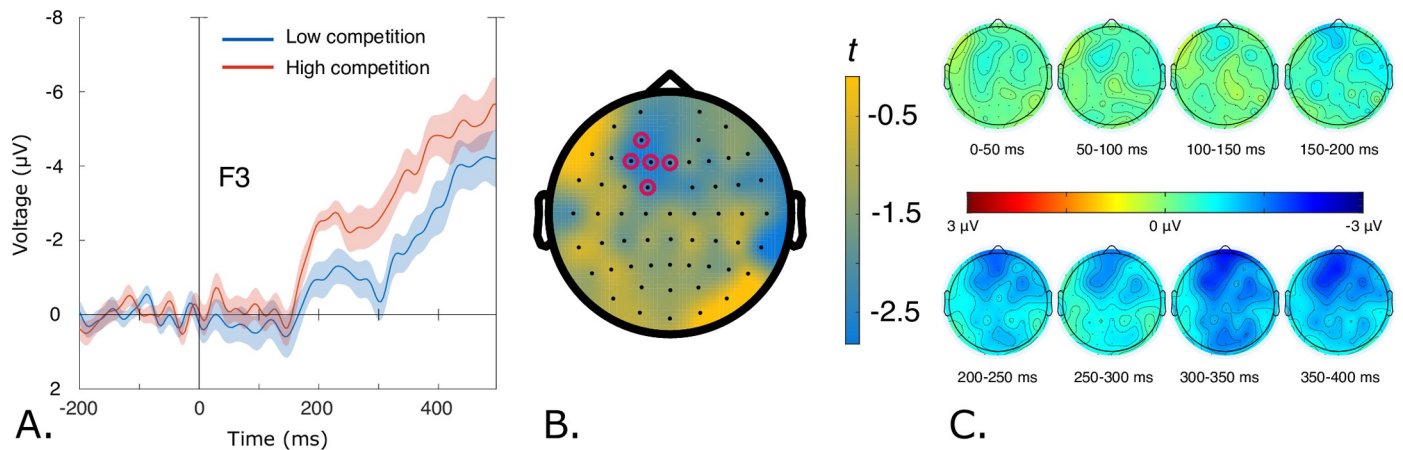 -8
-6
-4
-2
0
2
Voltage (µV)
Low competition
High competition
F3
-200
0
200
400
Time (ms)
A.
t
-0.5
-1.5
-2.5
B.
0-50 ms
50-100 ms
100-150 ms
150-200 ms
3 µV
0 µV
-3 µV
200-250 ms
250-300 ms
300-350 ms
350-400 ms
C.